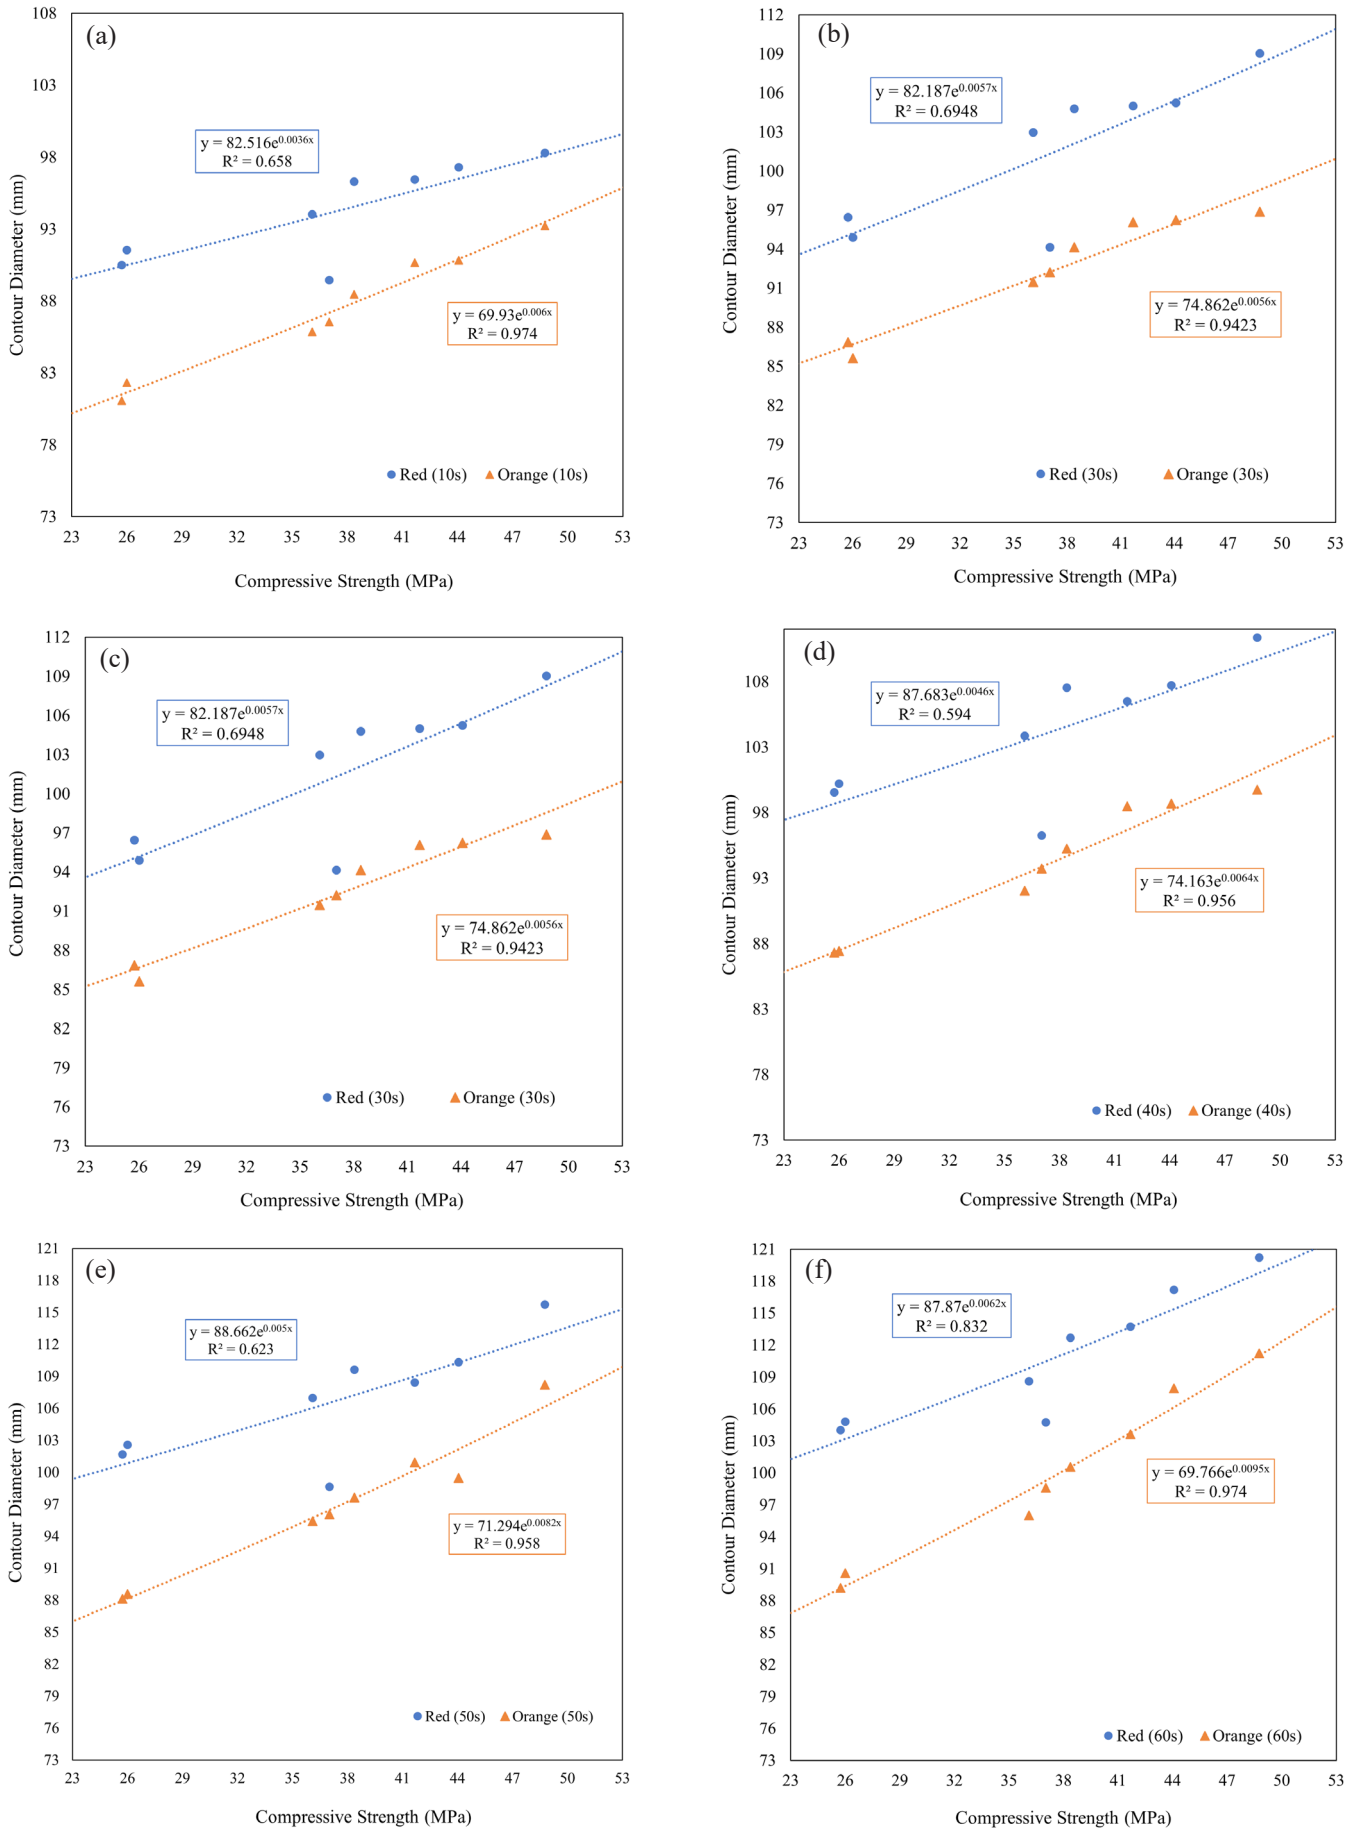 (a)
108
103
98
93
88
83
78
73
Contour Diameter (mm)
y = 82.516e^0.0036x
R² = 0.658
y = 69.93e^0.006x
R² = 0.974
Red (10s) Orange (10s)
23 26 29 32 35 38 41 44 47 50 53
Compressive Strength (MPa)
(b)
112
109
106
103
100
97
94
91
88
85
82
79
76
73
Contour Diameter (mm)
y = 82.187e^0.0057x
R² = 0.6948
y = 74.862e^0.0056x
R² = 0.9423
Red (30s) Orange (30s)
23 26 29 32 35 38 41 44 47 50 53
Compressive Strength (MPa)
(c)
112
109
106
103
100
97
94
91
88
85
82
79
76
73
Contour Diameter (mm)
y = 82.187e^0.0057x
R² = 0.6948
y = 74.862e^0.0056x
R² = 0.9423
Red (30s) Orange (30s)
23 26 29 32 35 38 41 44 47 50 53
Compressive Strength (MPa)
(d)
108
103
98
93
88
83
78
73
Contour Diameter (mm)
y = 87.683e^0.0046x
R² = 0.594
y = 74.163e^0.0064x
R² = 0.956
Red (40s) Orange (40s)
23 26 29 32 35 38 41 44 47 50 53
Compressive Strength (MPa)
(e)
121
118
115
112
109
106
103
100
97
94
91
88
85
82
79
76
73
Contour Diameter (mm)
y = 88.662e^0.005x
R² = 0.623
y = 71.294e^0.0082x
R² = 0.958
Red (50s) Orange (50s)
23 26 29 32 35 38 41 44 47 50 53
Compressive Strength (MPa)
(f)
121
118
115
112
109
106
103
100
97
94
91
88
85
82
79
76
73
Contour Diameter (mm)
y = 87.87e^0.0062x
R² = 0.832
y = 69.766e^0.0095x
R² = 0.974
Red (60s) Orange (60s)
23 26 29 32 35 38 41 44 47 50 53
Compressive Strength (MPa)